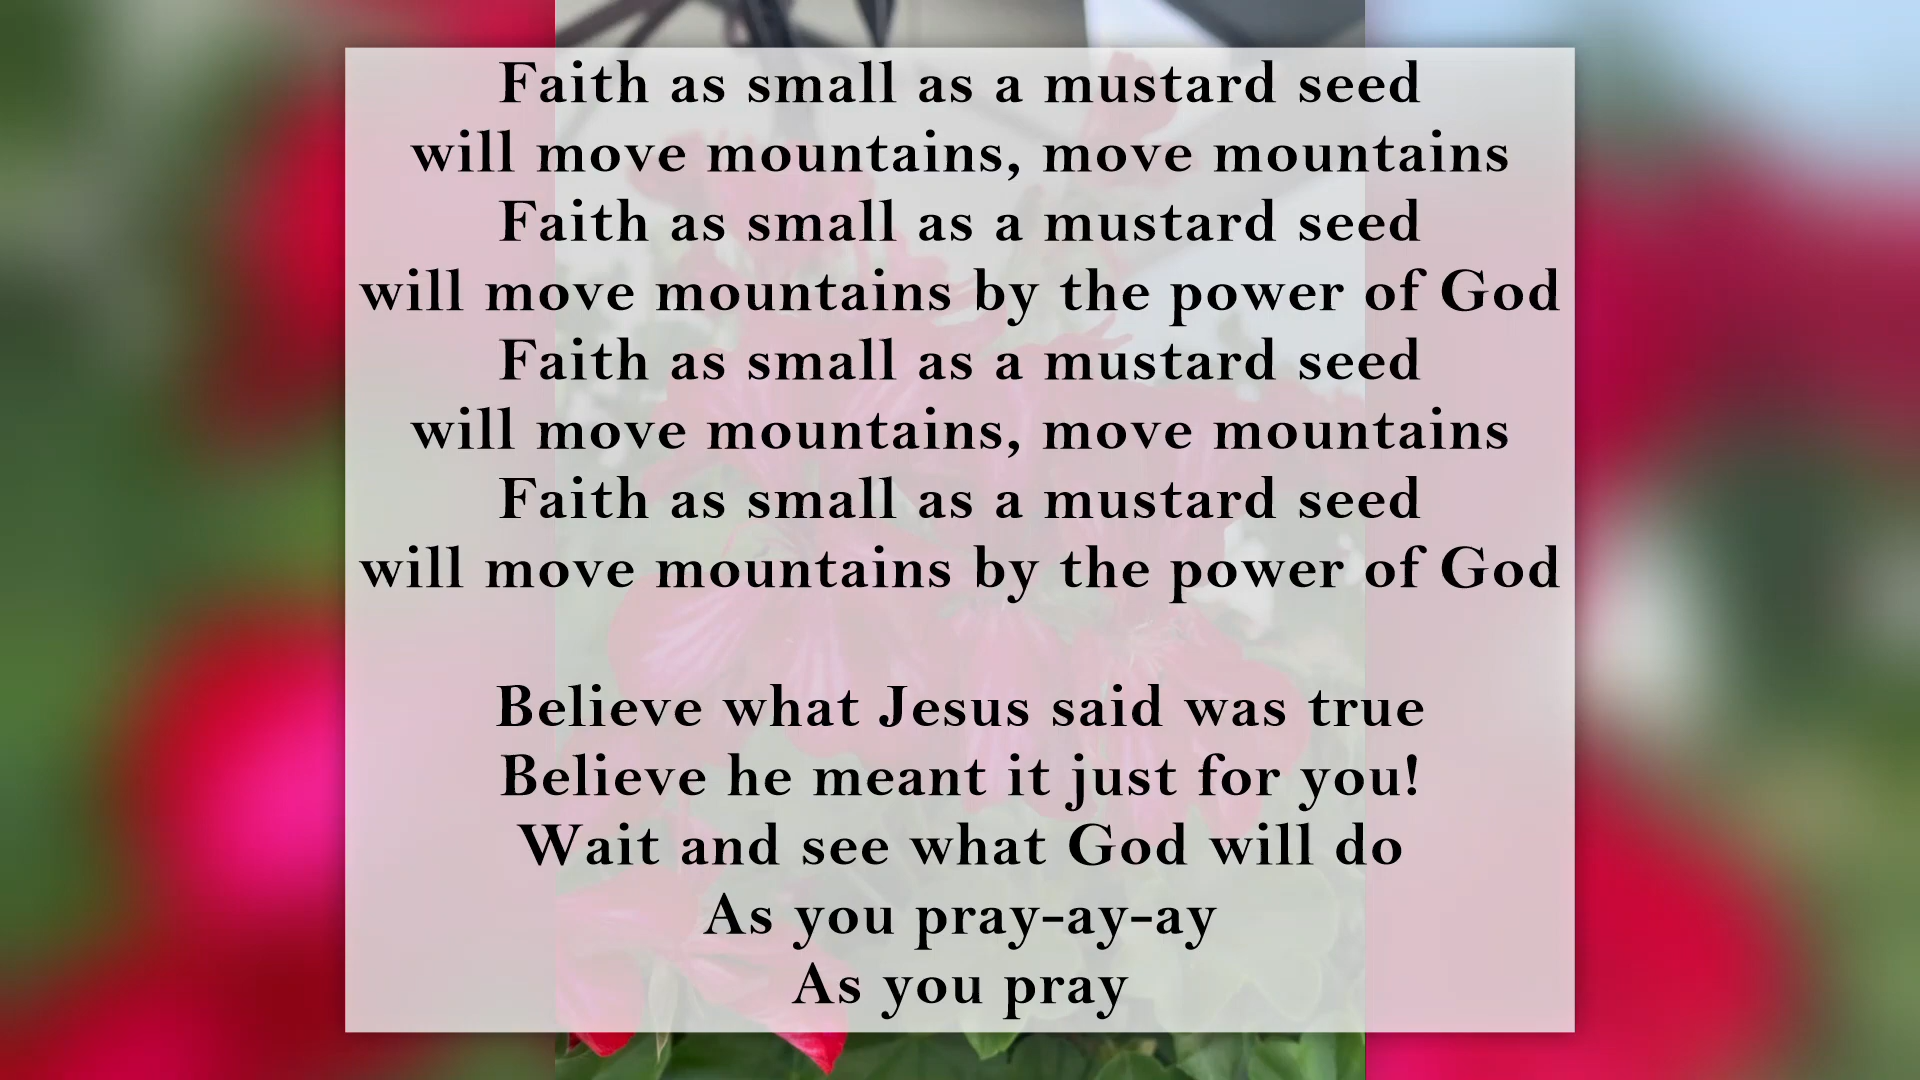 Faith as small as a mustard seed
will move mountains, move mountains
Faith as small as a mustard seed
will move mountains by the power of God
Faith as small as a mustard seed
will move mountains, move mountains
Faith as small as a mustard seed
will move mountains by the power of God
Believe what Jesus said was true
Believe he meant it just for you!
Wait and see what God will do
As you pray-ay-ay
As you pray